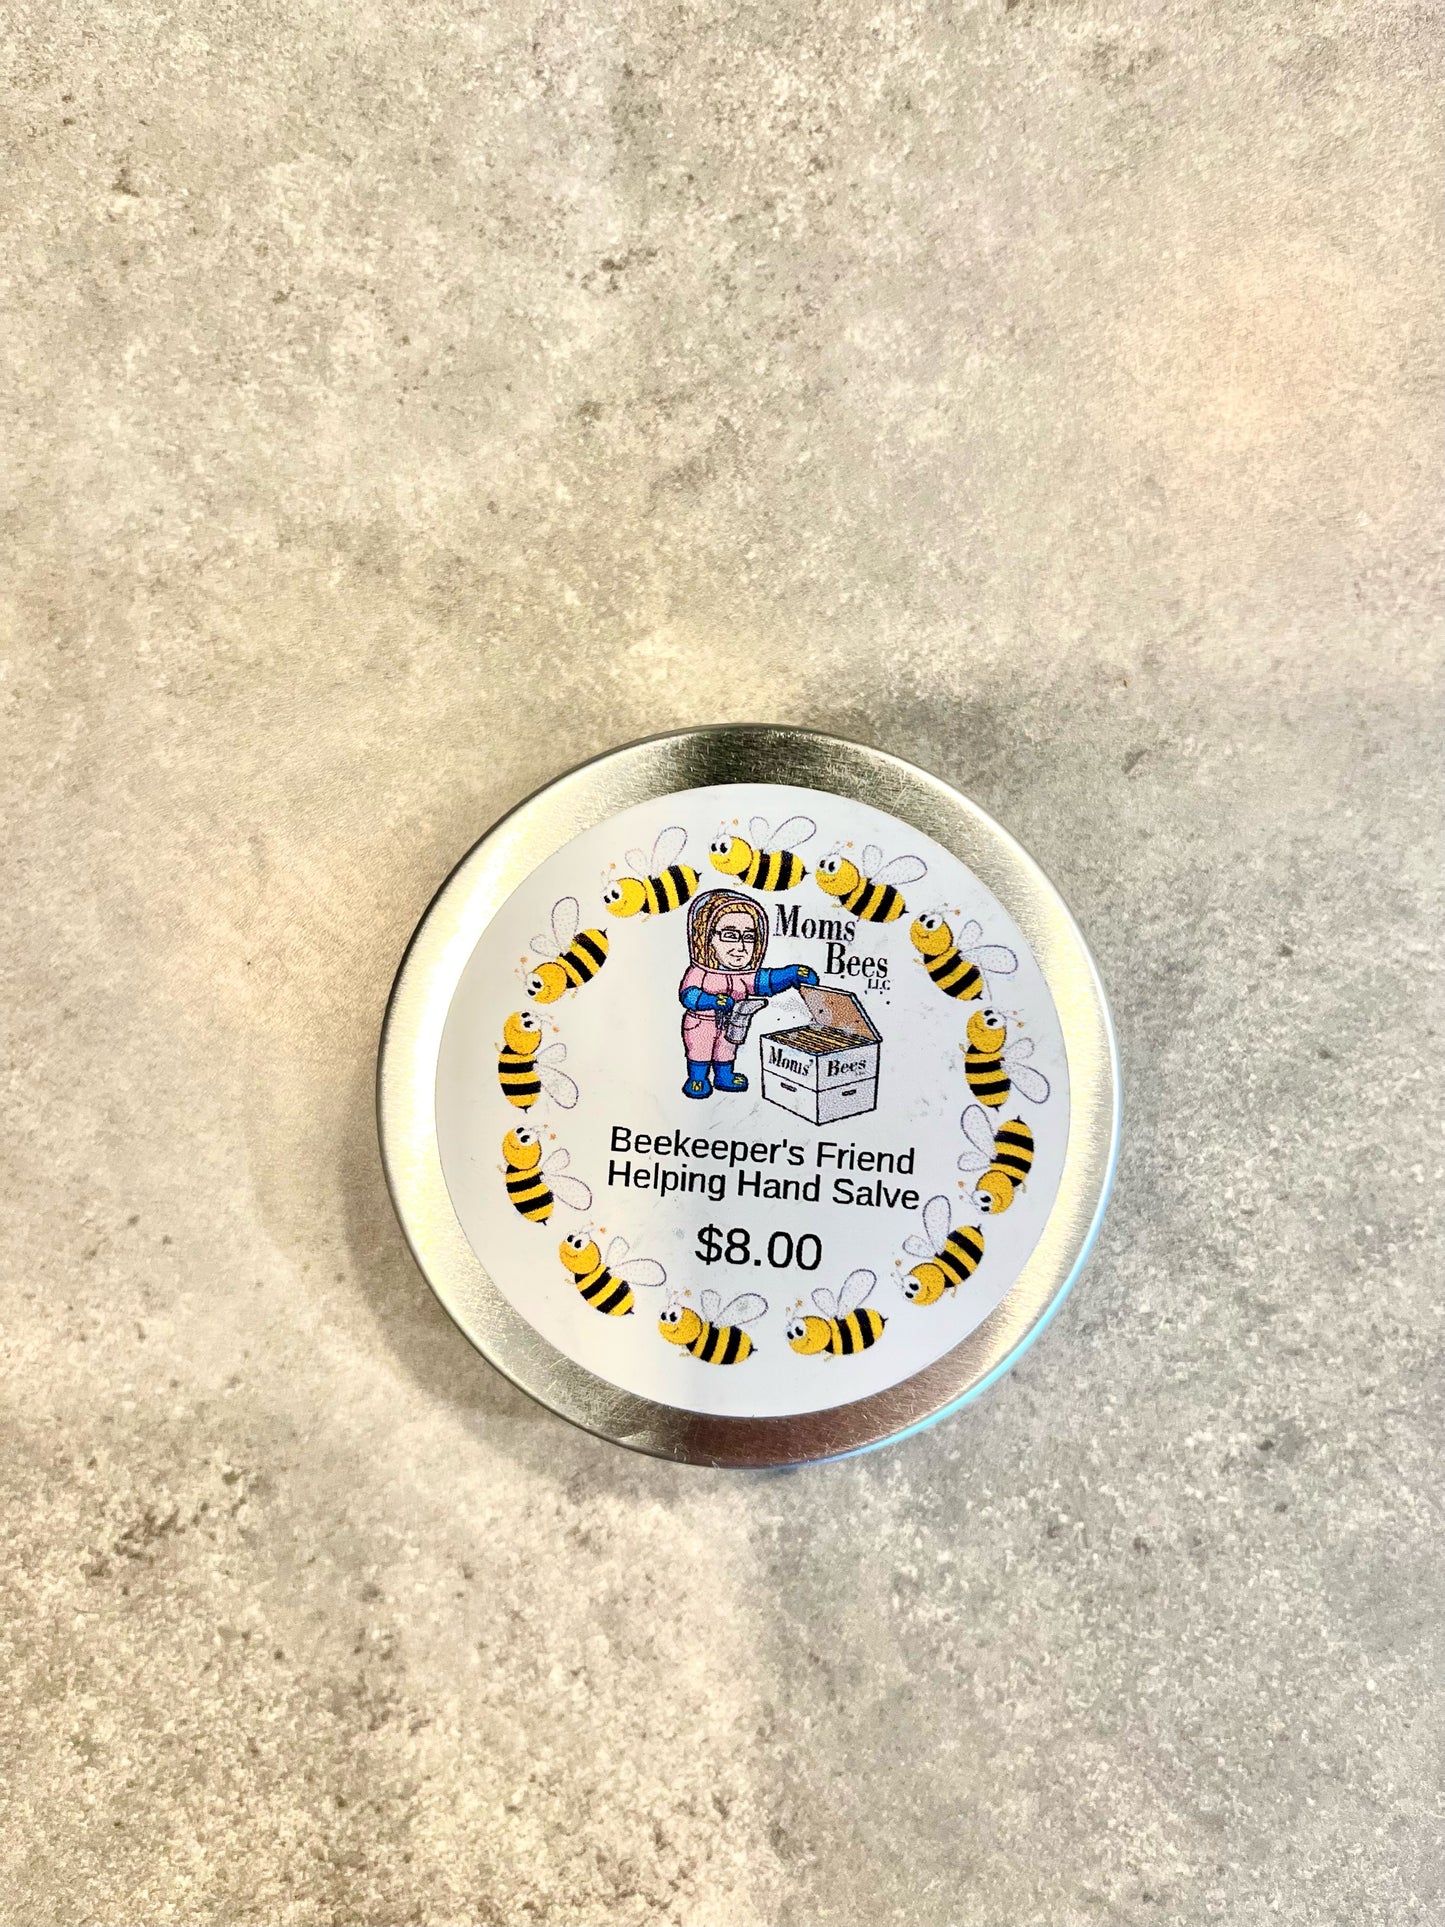 Moms'
Bees
LLC
Moms' Bees
Beekeeper's Friend
Helping Hand Salve
$8.00